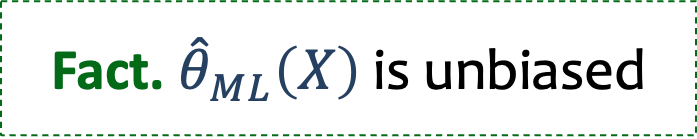 Fact. θ̂_ML(X) is unbiased